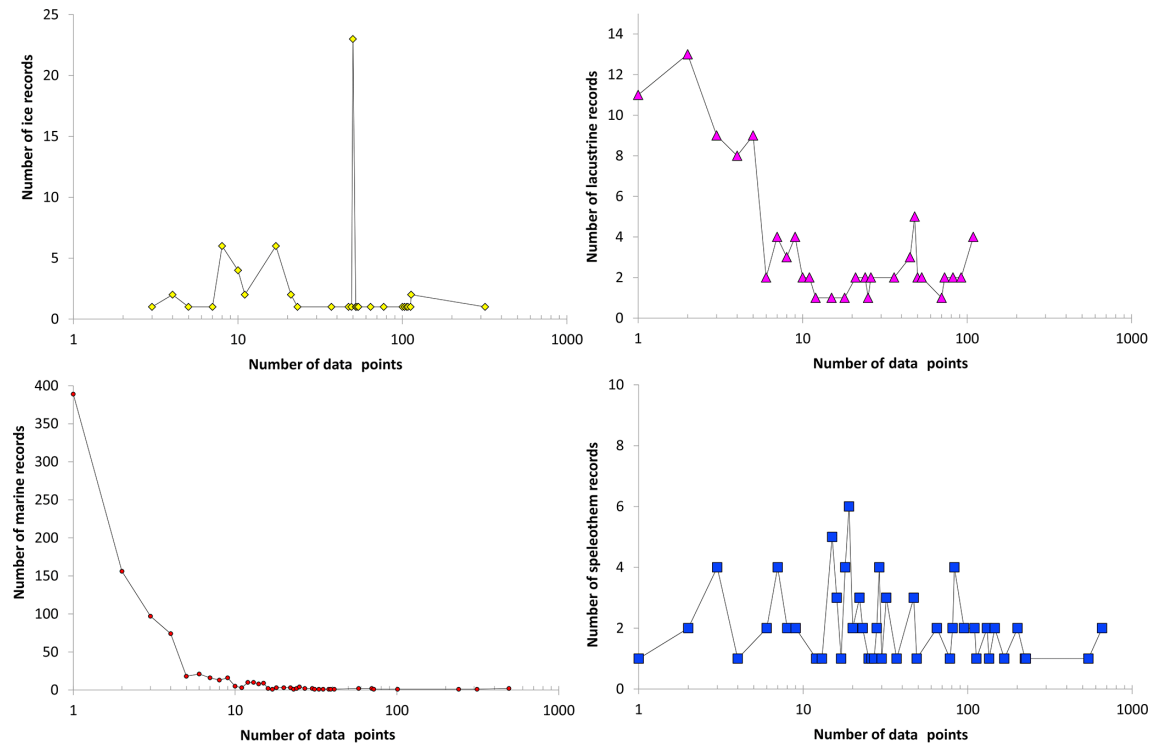 Number of ice records
25
20
15
10
5
0
1 10 100 1000
Number of data points
Number of lacustrine records
14
12
10
8
6
4
2
0
1 10 100 1000
Number of data points
Number of marine records
400
350
300
250
200
150
100
50
0
1 10 100 1000
Number of data points
Number of speleothem records
10
8
6
4
2
0
1 10 100 1000
Number of data points